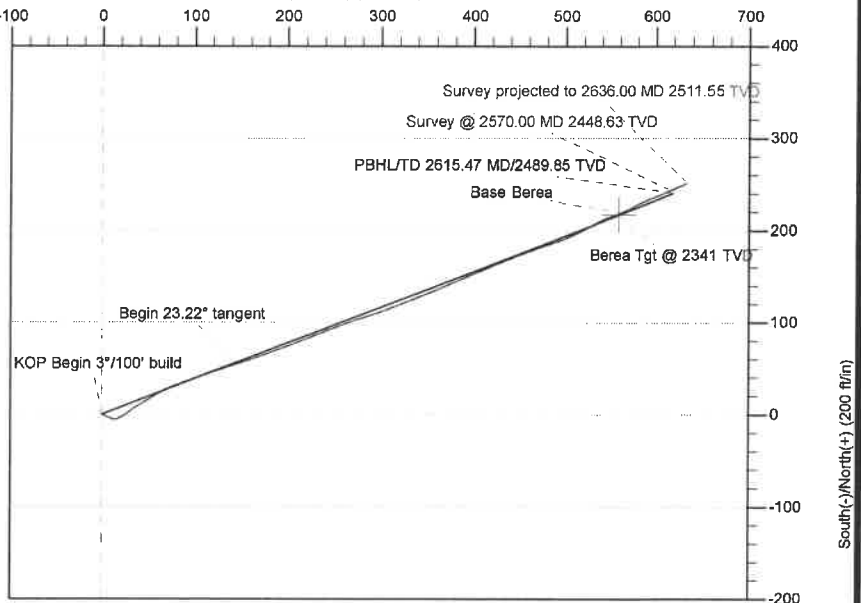 -100 0 100 200 300 400 500 600 700
400
Survey projected to 2636.00 MD 2511.55 TVD
Survey @ 2570.00 MD 2448.63 TVD
300
PBHL/TD 2615.47 MD/2489.85 TVD
Base Berea
200
Berea Tgt @ 2341 TVD
Begin 23.22° tangent
100
KOP Begin 3°/100' build
0
-100
-200
South(-)/North(+) (200 ft/in)